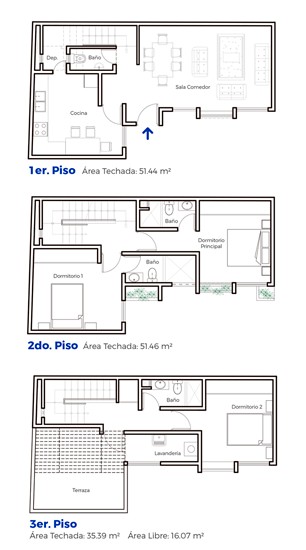 Dep.
Baño
Sala Comedor
Cocina
1er. Piso Área Techada: 51.44 m²
Baño
Dormitorio
Principal
Dormitorio 1
Baño
2do. Piso Área Techada: 51.46 m²
Baño
Dormitorio 2
Lavandería
Terraza
3er. Piso
Área Techada: 35.39 m² Área Libre: 16.07 m²